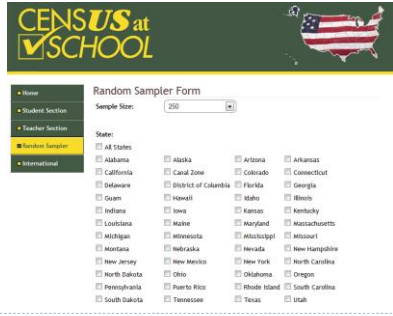 CENSUS at
SCHOOL
Home
Student Section
Teacher Section
Random Sampler
International
Random Sampler Form
Sample Size: 250
State:
All States
Alabama Alaska Arizona Arkansas
California Canal Zone Colorado Connecticut
Delaware District of Columbia Florida Georgia
Guam Hawaii Idaho Illinois
Indiana Iowa Kansas Kentucky
Louisiana Maine Maryland Massachusetts
Michigan Minnesota Mississippi Missouri
Montana Nebraska Nevada New Hampshire
New Jersey New Mexico New York North Carolina
North Dakota Ohio Oklahoma Oregon
Pennsylvania Puerto Rico Rhode Island South Carolina
South Dakota Tennessee Texas Utah